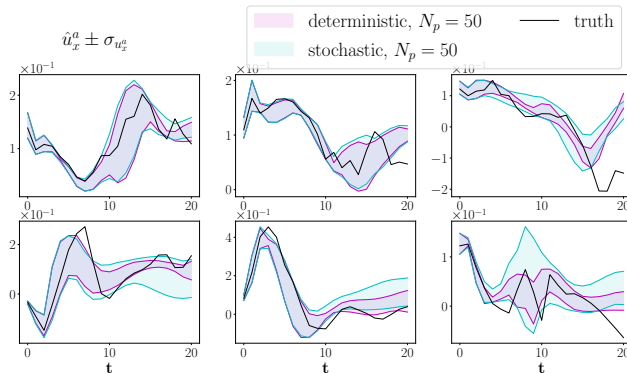 û_x^a ± σ_{u_x^a}
deterministic, N_p = 50
truth
stochastic, N_p = 50
×10⁻¹
×10⁻¹
×10⁻¹
2
1
2
1
0
1
0
−1
−2
×10⁻¹
×10⁻¹
×10⁻¹
2
0
4
2
0
1
0
0 10 20
0 10 20
0 10 20
t
t
t